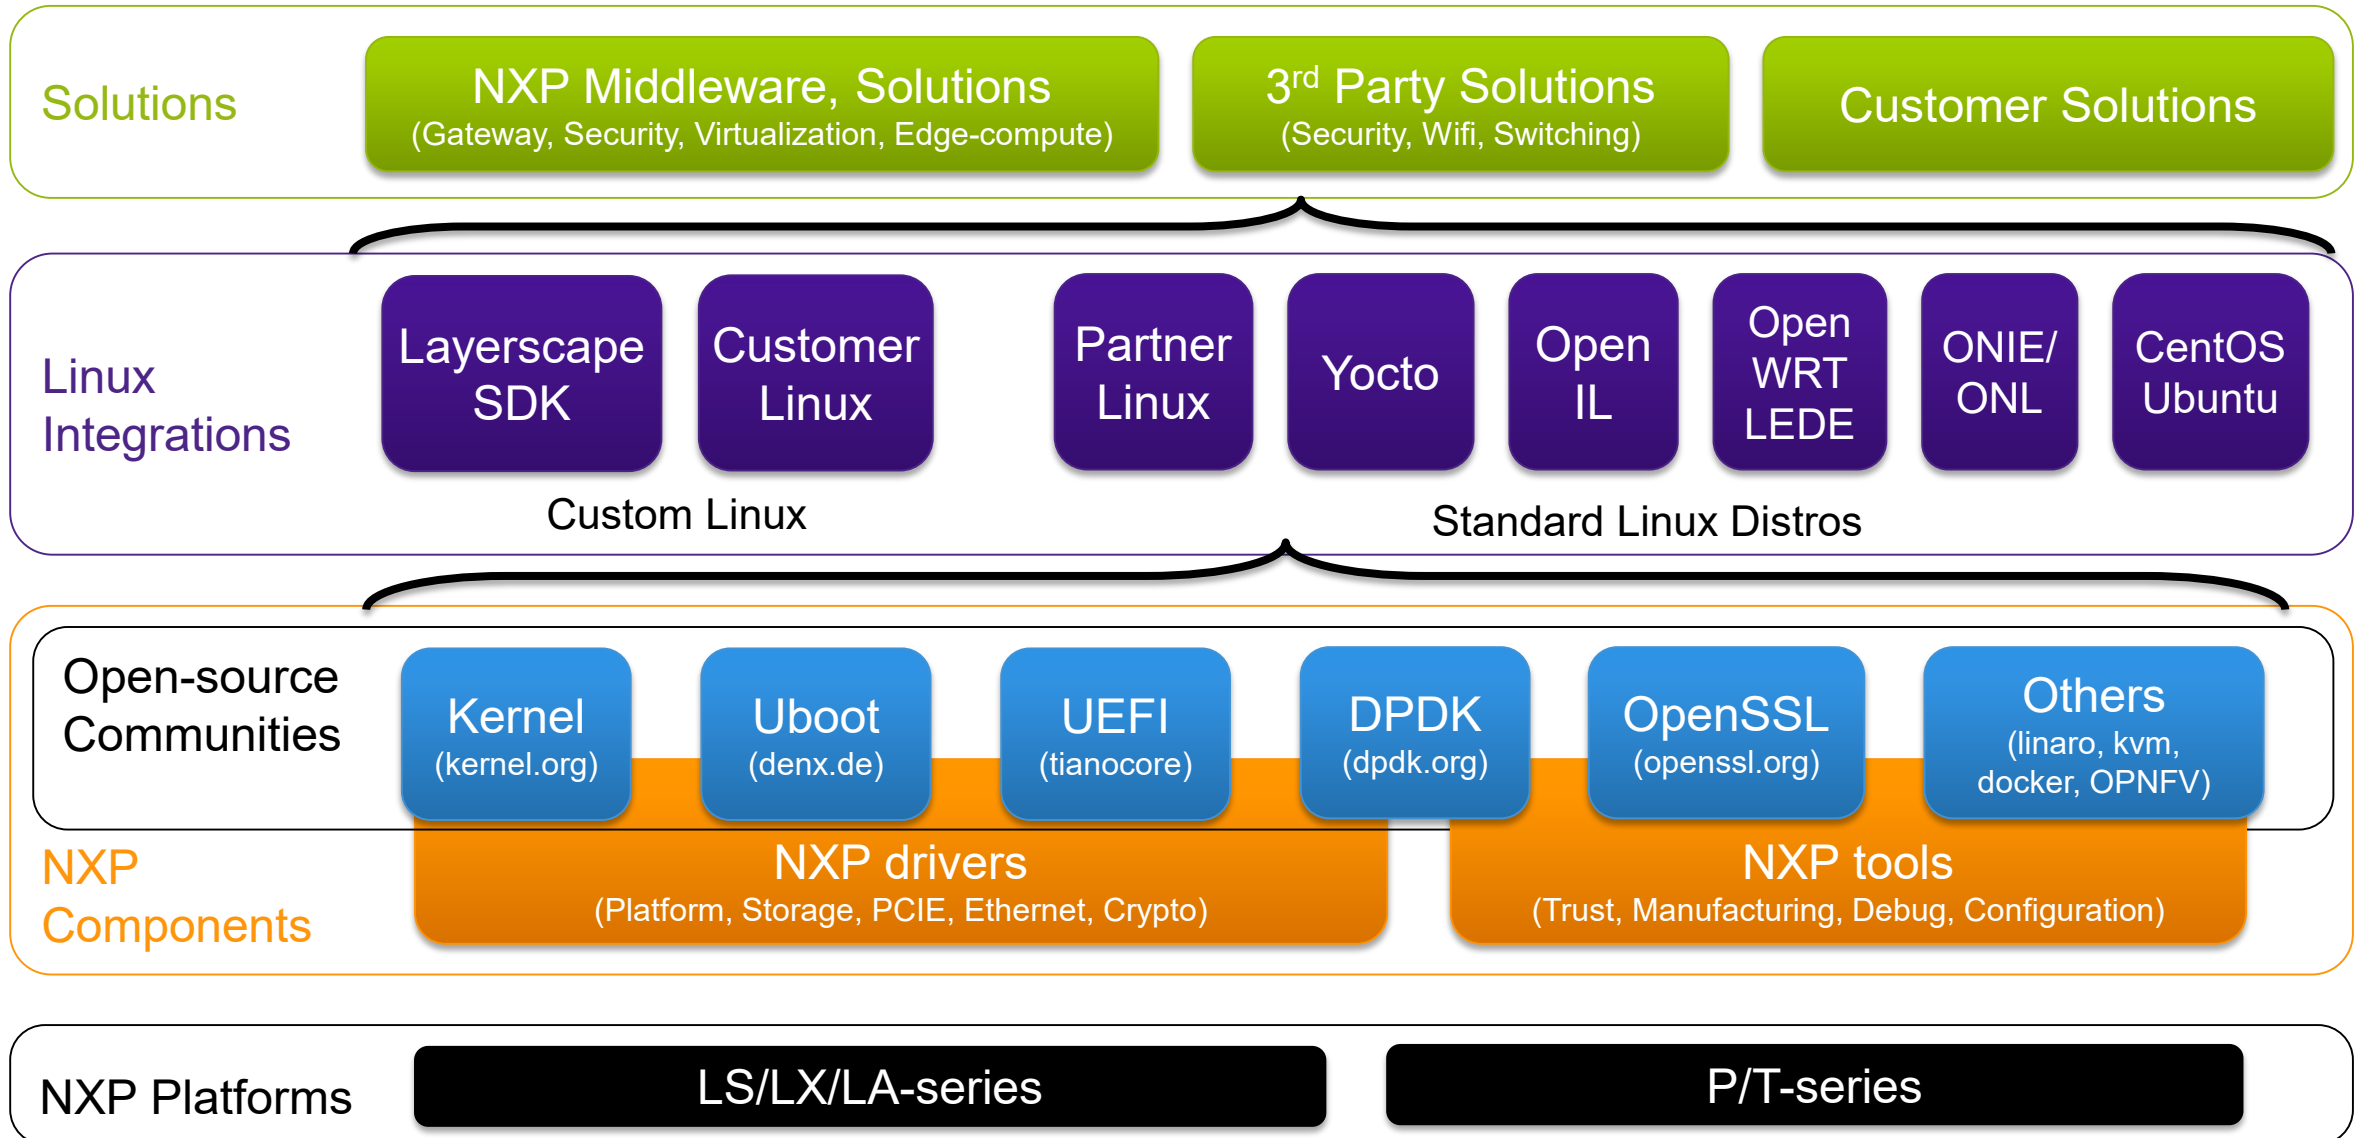 Solutions
NXP Middleware, Solutions
(Gateway, Security, Virtualization, Edge-compute)
3rd Party Solutions
(Security, Wifi, Switching)
Customer Solutions
Linux
Integrations
Layerscape
SDK
Customer
Linux
Custom Linux
Partner
Linux
Yocto
Open
IL
Open
WRT
LEDE
ONIE/
ONL
CentOS
Ubuntu
Standard Linux Distros
Open-source
Communities
Kernel
(kernel.org)
Uboot
(denx.de)
UEFI
(tianocore)
DPDK
(dpdk.org)
OpenSSL
(openssl.org)
Others
(linaro, kvm,
docker, OPNFV)
NXP
Components
NXP drivers
(Platform, Storage, PCIE, Ethernet, Crypto)
NXP tools
(Trust, Manufacturing, Debug, Configuration)
NXP Platforms
LS/LX/LA-series
P/T-series